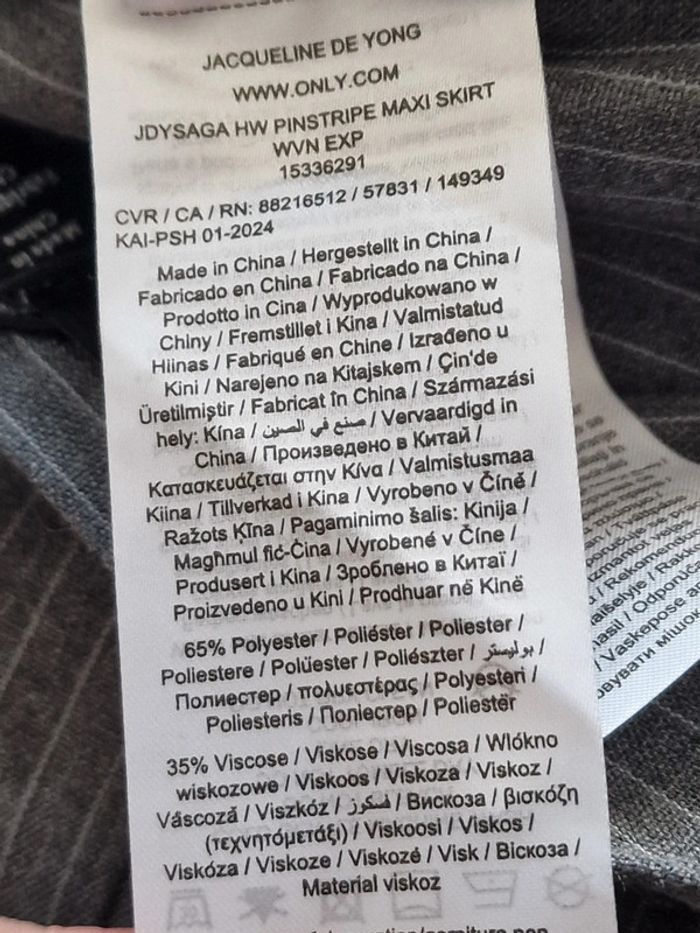 JACQUELINE DE YONG
WWW.ONLY.COM
JDYSAGA HW PINSTRIPE MAXI SKIRT
WVN EXP
15336291
CVR / CA / RN: 88216512 / 57831 / 149349
KAI-PSH 01-2024
Made in China / Hergestellt in China /
Fabricado en China / Fabricado na China /
Prodotto in Cina / Wyprodukowano w
Chiny / Fremstillet i Kina / Valmistatud
Hiinas / Fabriqué en Chine / Izrađeno u
Kini / Narejeno na Kitajskem / Çin'de
Üretilmiştir / Fabricat în China / Származási
hely: Kína / صنع في الصين / Vervaardigd in
China / Произведено в Китай /
Κατασκευάζεται στην Κίνα / Valmistusmaa
Kiina / Tillverkad i Kina / Vyrobeno v Číně /
Ražots Ķīna / Pagaminimo šalis: Kinija /
Magħmul fiċ-Ċina / Vyrobené v Číne /
Produsert i Kina / Зроблено в Китаї /
Proizvedeno u Kini / Prodhuar në Kinë
65% Polyester / Poliéster / Poliester /
Poliestere / Polüester / Poliészter / بوليستر /
Полиестер / πολυεστέρας / Polyesteri /
Poliesteris / Поліестер / Poliestër
35% Viscose / Viskose / Viscosa / Włókno
wiskozowe / Viskoos / Viskoza / Viskoz /
Vâscoză / Viszkóz / فسكوز / Вискоза / βισκόζη
(τεχνητόμετάξι) / Viskoosi / Viskos /
Viskóza / Viskoze / Viskozé / Visk / Віскоза /
Material viskoz